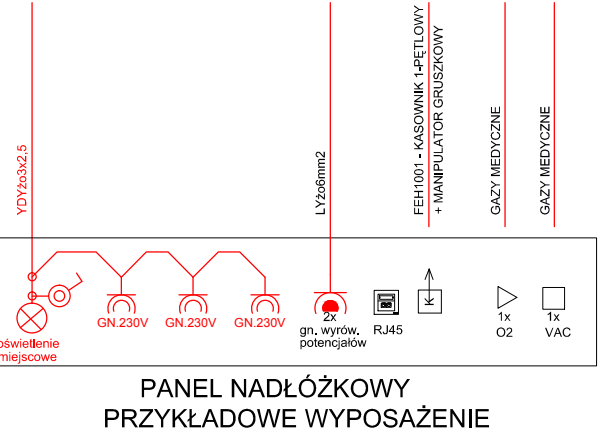 YDYżo3x2,5
LYżo6mm2
FEH1001 - KASOWNIK 1-PĘTLOWY
+ MANIPULATOR GRUSZKOWY
GAZY MEDYCZNE
GAZY MEDYCZNE
oświetlenie
miejscowe
GN.230V
GN.230V
GN.230V
2x
gn. wyrów.
potencjałów
RJ45
K
1x
O2
1x
VAC
PANEL NADŁÓŻKOWY
PRZYKŁADOWE WYPOSAŻENIE